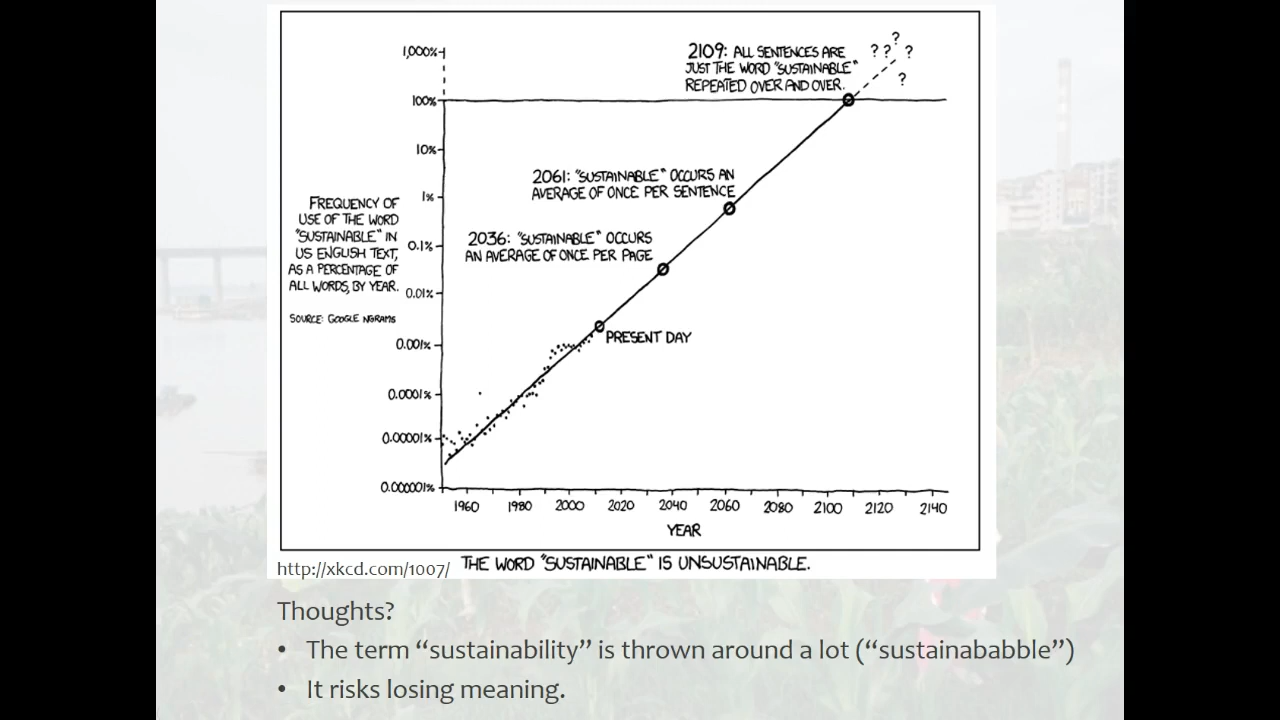 1,000%
100%
10%
1%
0.1%
0.01%
0.001%
0.0001%
0.00001%
0.000001%
FREQUENCY OF
USE OF THE WORD
"SUSTAINABLE" IN
US ENGLISH TEXT,
AS A PERCENTAGE OF
ALL WORDS, BY YEAR.
SOURCE: GOOGLE NGRAMS
2109: ALL SENTENCES ARE
JUST THE WORD "SUSTAINABLE"
REPEATED OVER AND OVER.
? ? ? ? ?
2061: "SUSTAINABLE" OCCURS AN
AVERAGE OF ONCE PER SENTENCE
2036: "SUSTAINABLE" OCCURS
AN AVERAGE OF ONCE PER PAGE
PRESENT DAY
1960 1980 2000 2020 2040 2060 2080 2100 2120 2140
YEAR
http://xkcd.com/1007/
THE WORD "SUSTAINABLE" IS UNSUSTAINABLE.
Thoughts?
• The term “sustainability” is thrown around a lot (“sustainababble”)
• It risks losing meaning.